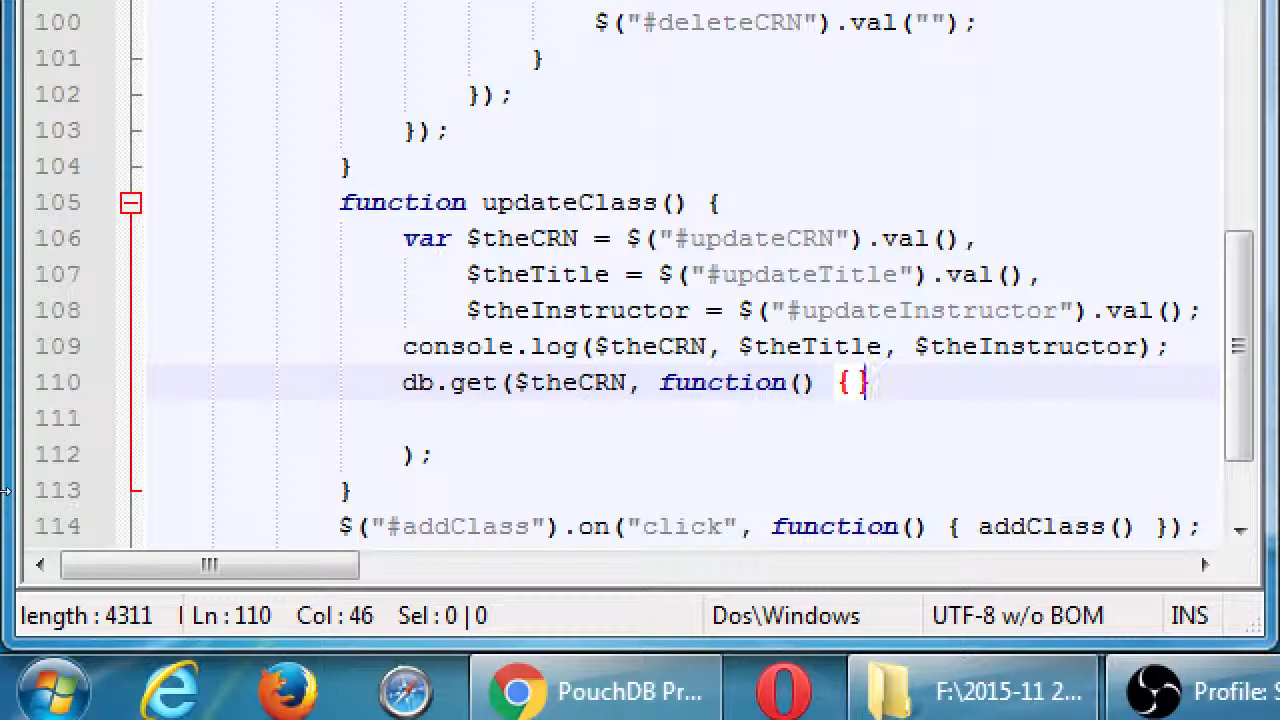 100 $("#deleteCRN").val("");
101 }
102 });
103 });
104 }
105 function updateClass() {
106 var $theCRN = $("#updateCRN").val(),
107 $theTitle = $("#updateTitle").val(),
108 $theInstructor = $("#updateInstructor").val();
109 console.log($theCRN, $theTitle, $theInstructor);
110 db.get($theCRN, function() {}
111
112 );
113 }
114 $("#addClass").on("click", function() { addClass() });
length : 4311 Ln : 110 Col : 46 Sel : 0 | 0 Dos\Windows UTF-8 w/o BOM INS
PouchDB Pr... F:\2015-11 2... Profile: S